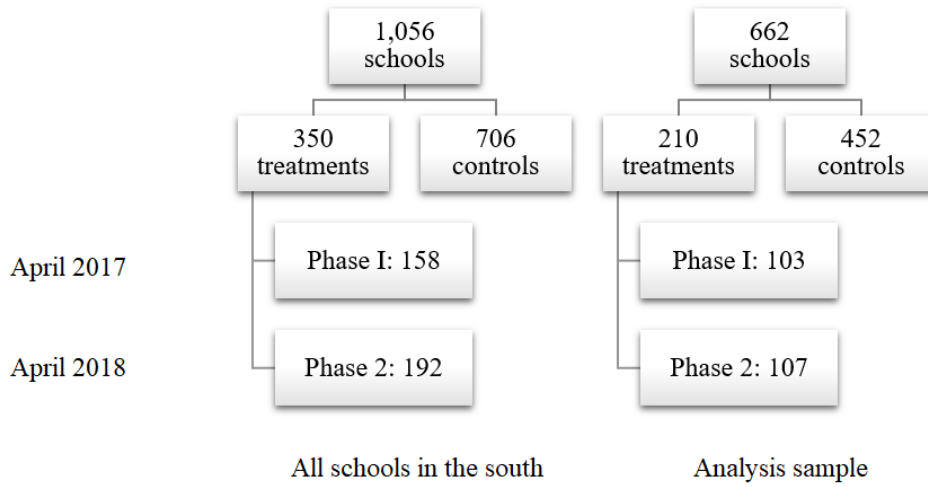 1,056
schools
662
schools
350
treatments
706
controls
210
treatments
452
controls
April 2017
Phase I: 158
Phase I: 103
April 2018
Phase 2: 192
Phase 2: 107
All schools in the south
Analysis sample